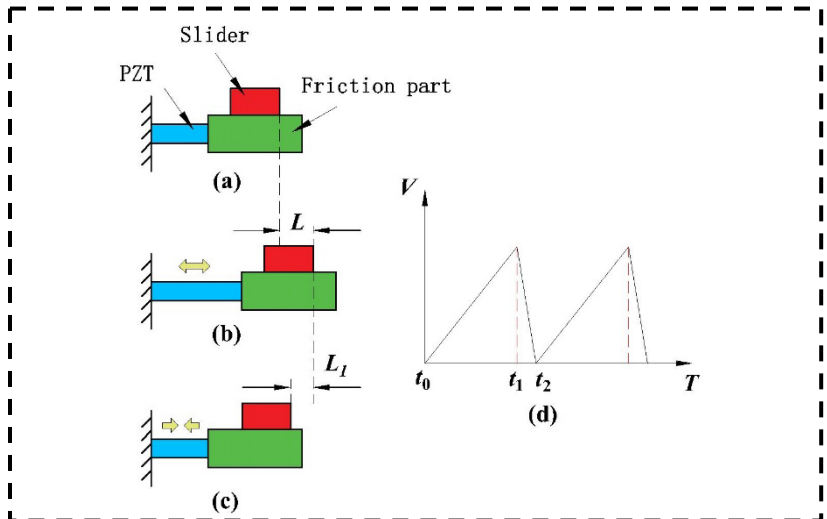 Slider
PZT
Friction part
(a)
L
(b)
L1
(c)
V
t0 t1 t2 T
(d)